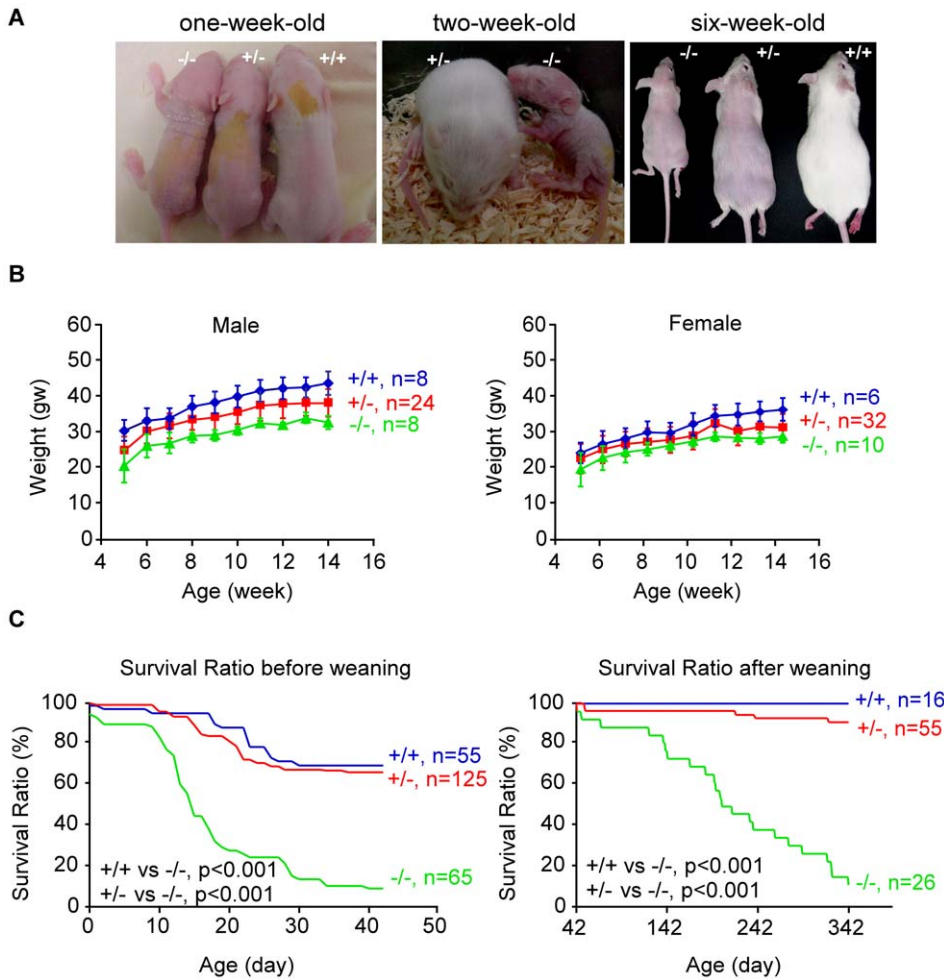 A
one-week-old
two-week-old
six-week-old
-/-
+/-
+/+
+/-
-/-
-/-
+/-
+/+
B
Male
Weight (gw)
60
50
40
30
20
10
0
4 6 8 10 12 14 16
Age (week)
+/+, n=8
+/-, n=24
-/-, n=8
Female
Weight (gw)
60
50
40
30
20
10
0
4 6 8 10 12 14 16
Age (week)
+/+, n=6
+/-, n=32
-/-, n=10
C
Survival Ratio before weaning
Survival Ratio (%)
100
80
60
40
20
0
0 10 20 30 40 50
Age (day)
+/+, n=55
+/-, n=125
-/-, n=65
+/+ vs -/-, p<0.001
+/- vs -/-, p<0.001
Survival Ratio after weaning
Survival Ratio (%)
100
80
60
40
20
0
42 142 242 342
Age (day)
+/+, n=16
+/-, n=55
-/-, n=26
+/+ vs -/-, p<0.001
+/- vs -/-, p<0.001